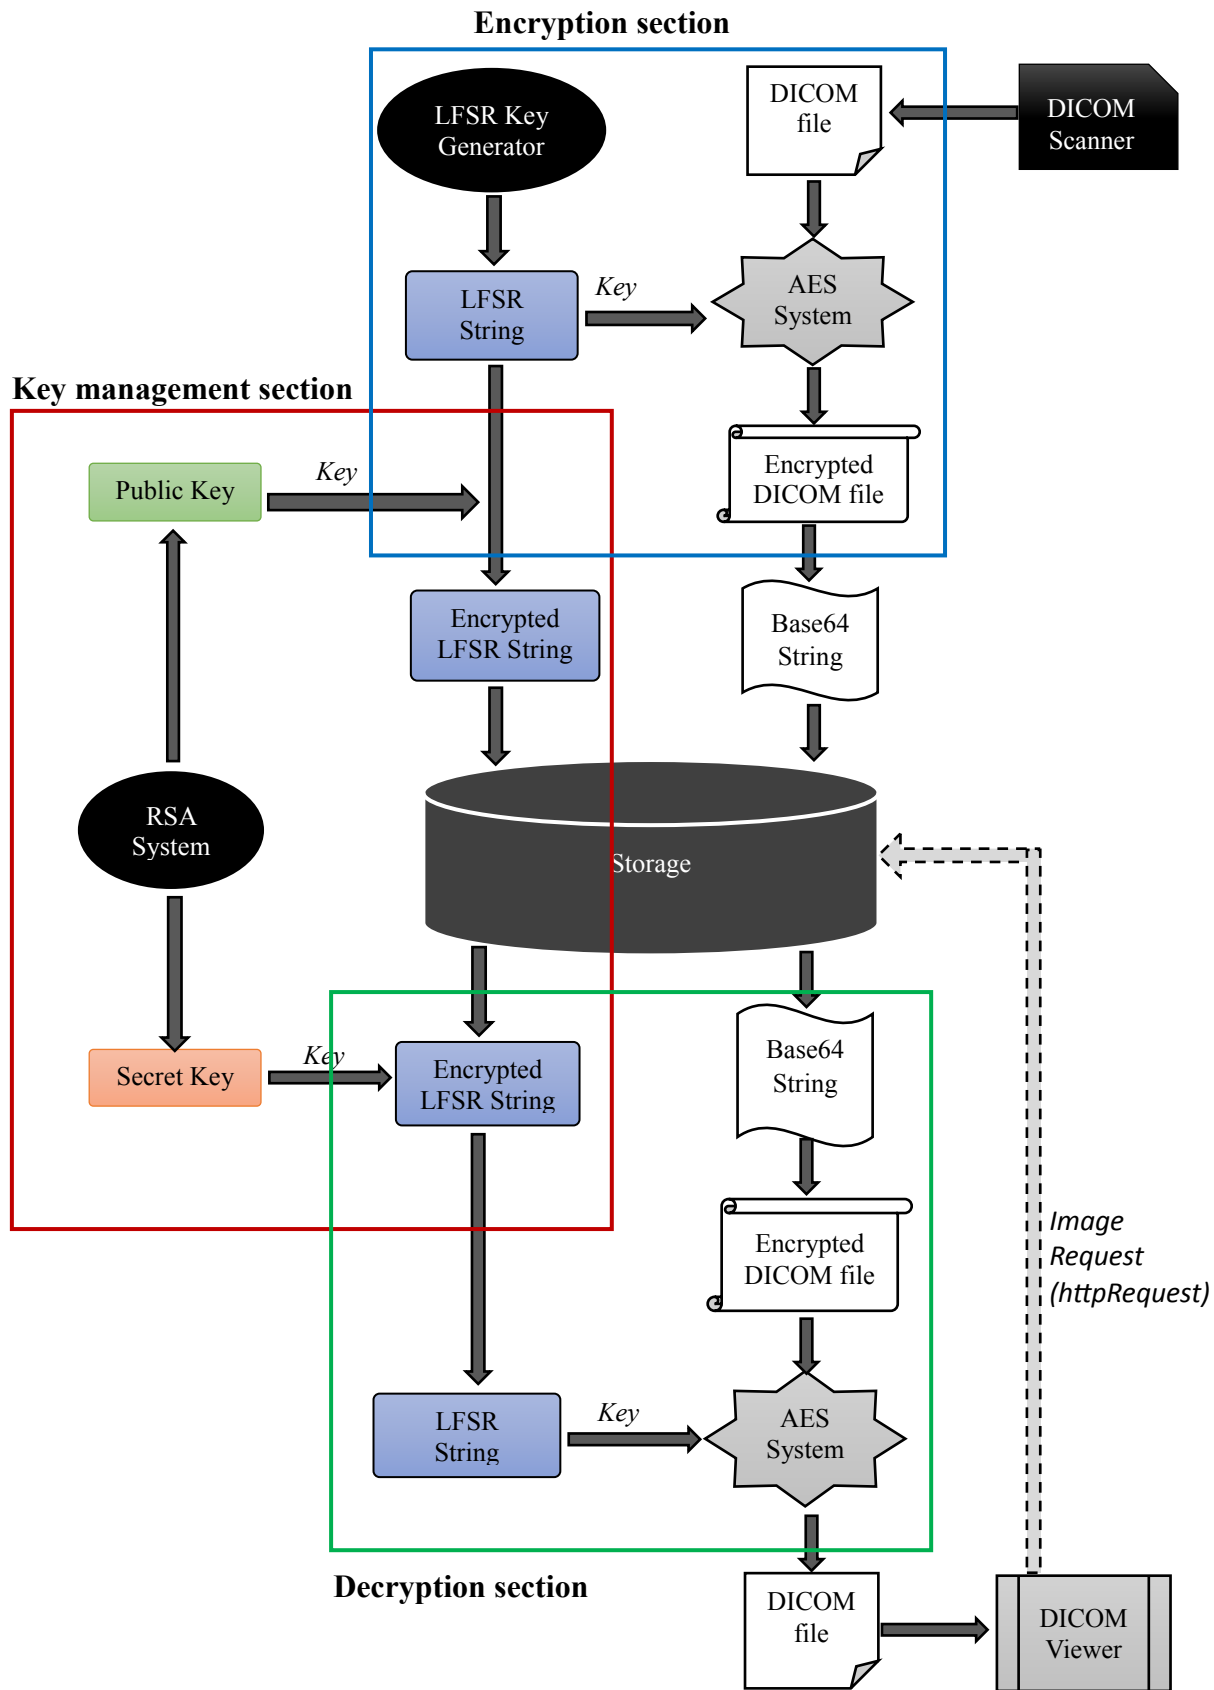 Encryption section
LFSR Key
Generator
DICOM
file
DICOM
Scanner
LFSR
String
Key
AES
System
Key management section
Public Key
Key
Encrypted
DICOM file
Encrypted
LFSR String
Base64
String
RSA
System
Storage
Secret Key
Key
Encrypted
LFSR String
Base64
String
Encrypted
DICOM file
Image
Request
(httpRequest)
LFSR
String
Key
AES
System
Decryption section
DICOM
file
DICOM
Viewer